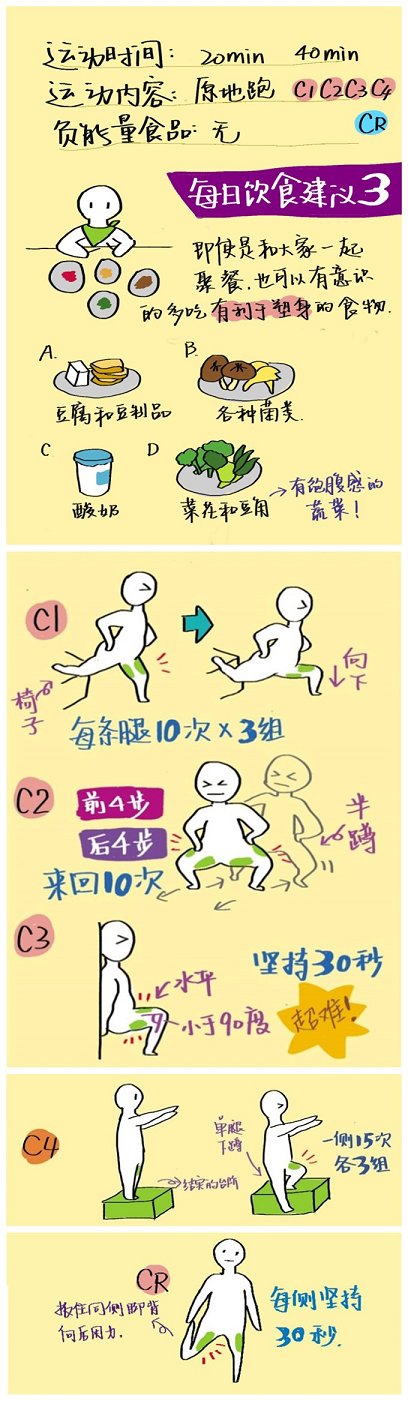 运动时间: 20min 40min
运动内容: 原地跑 C1 C2 C3 C4
负能量食品: 无 CR
每日饮食建议3
即使是和大家一起
聚餐,也可以有意识
的多吃有利于塑身的食物.
A.
豆腐和豆制品
B.
各种菌类.
C
酸奶
D
菜花和豆角
→有饱腹感的
蔬菜!
C1
椅子
向下
每条腿10次×3组
C2
前4步
后4步
来回10次
半蹲
C3
水平
小于90度
坚持30秒
超难!
C4
结实的台阶
单腿
下蹲
一侧15次
各3组
CR
扳住同侧脚背
向后用力.
每侧坚持
30秒.